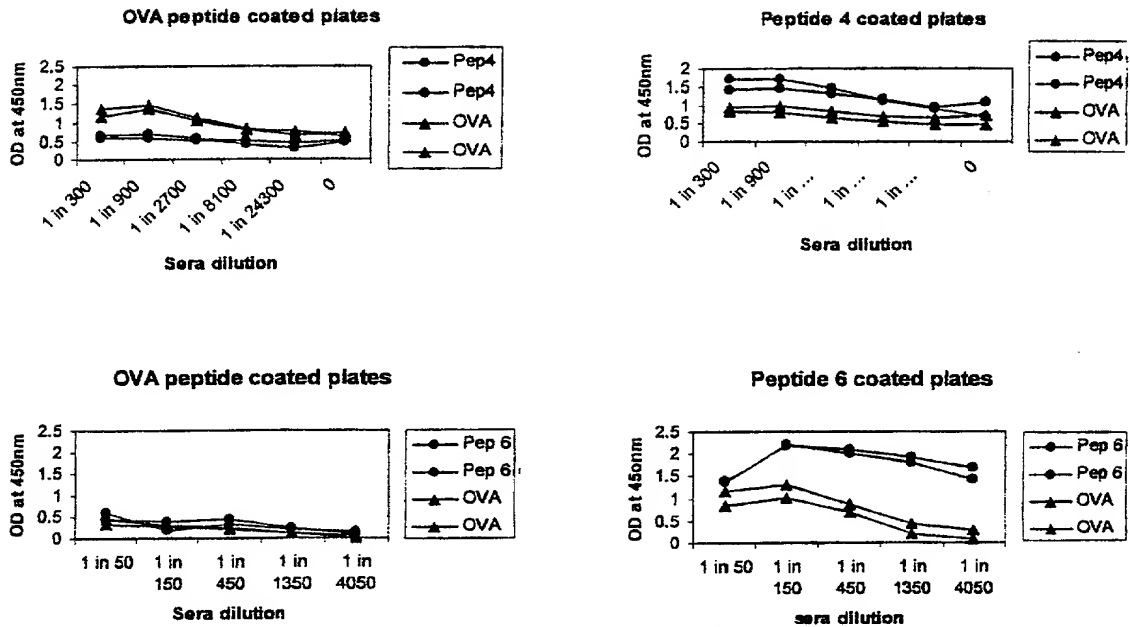 OVA peptide coated plates
OD at 450nm
2.5
2
1.5
1
0.5
0
1 in 300
1 in 900
1 in 2700
1 in 8100
1 in 24300
0
Sera dilution
Pep4
Pep4
OVA
OVA
Peptide 4 coated plates
OD at 450nm
2
1.5
1
0.5
0
1 in 300
1 in 900
1 in ...
1 in ...
1 in ...
0
Sera dilution
Pep4
Pep4
OVA
OVA
OVA peptide coated plates
OD at 450nm
2.5
2
1.5
1
0.5
0
1 in 50
1 in 150
1 in 450
1 in 1350
1 in 4050
Sera dilution
Pep 6
Pep 6
OVA
OVA
Peptide 6 coated plates
OD at 45onm
2.5
2
1.5
1
0.5
0
1 in 50
1 in 150
1 in 450
1 in 1350
1 in 4050
sera dilution
Pep 6
Pep 6
OVA
OVA